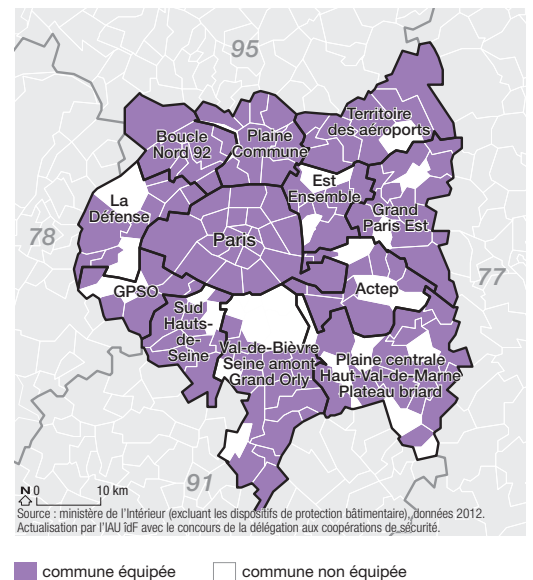 95
Territoire
des aéroports
Boucle
Nord 92
Plaine
Commune
Est
Ensemble
La
Défense
Grand
Paris Est
78
Paris
77
GPSO
Actep
Sud
Hauts-
de-
Seine
Val-de-Bièvre
Seine amont
Grand Orly
Plaine centrale
Haut-Val-de-Marne
Plateau briard
91
N 0 10 km
Source : ministère de l'Intérieur (excluant les dispositifs de protection bâtimentaire), données 2012.
Actualisation par l'IAU îdF avec le concours de la délégation aux coopérations de sécurité.
commune équipée commune non équipée